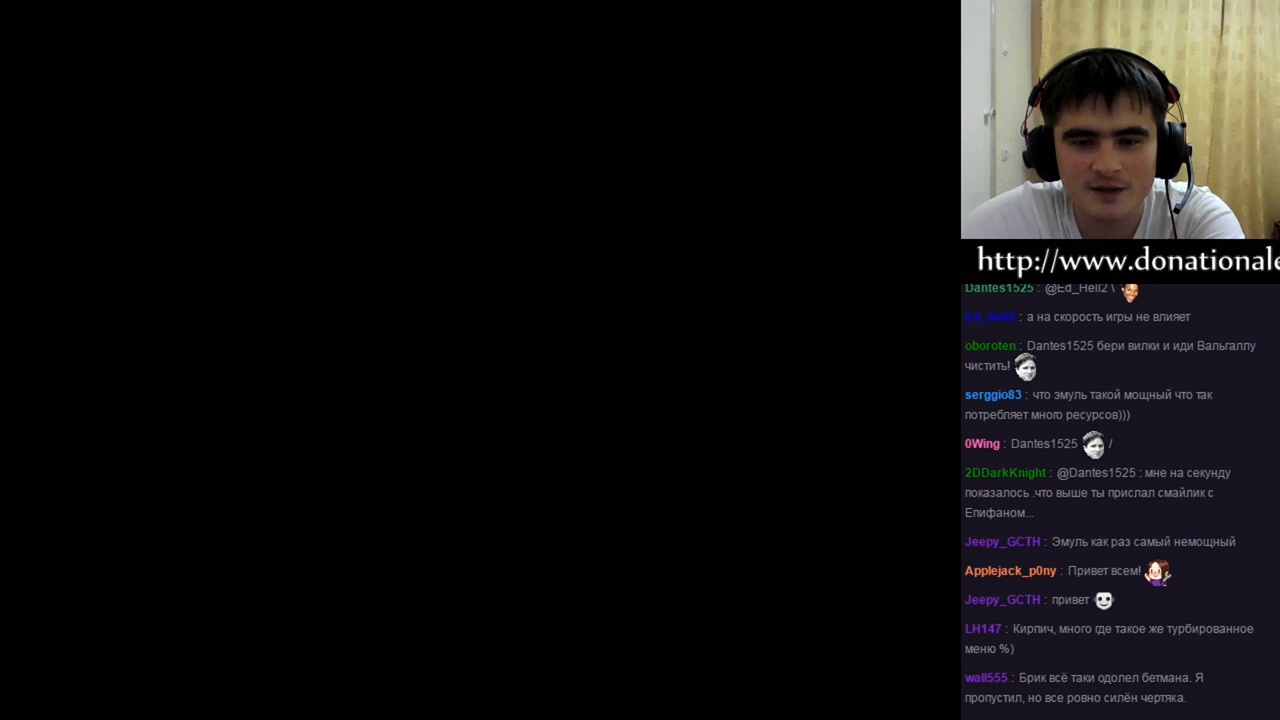 http://www.donationale
Dantes1525 : @Ed_Hell2 \
Ed_Hell2 : а на скорость игры не влияет
oboroten : Dantes1525 бери вилки и иди Вальгаллу
чистить!
serggio83 : что эмуль такой мощный что так
потребляет много ресурсов)))
0Wing : Dantes1525 /
2DDarkKnight : @Dantes1525 : мне на секунду
показалось .что выше ты прислал смайлик с
Епифаном...
Jeepy_GCTH : Эмуль как раз самый немощный
Applejack_p0ny : Привет всем!
Jeepy_GCTH : привет
LH147 : Кирпич, много где такое же турбированное
меню %)
wall555 : Брик всё таки одолел бетмана. Я
пропустил, но все ровно силён чертяка.